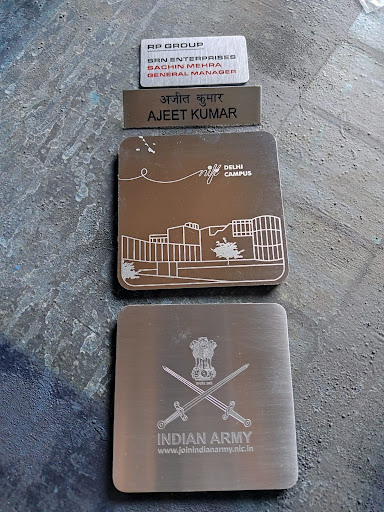 RP GROUP
SRN ENTERPRISES
SACHIN MEHRA
GENERAL MANAGER
अजीत कुमार
AJEET KUMAR
nift DELHI
CAMPUS
INDIAN ARMY
www.joinindianarmy.nic.in